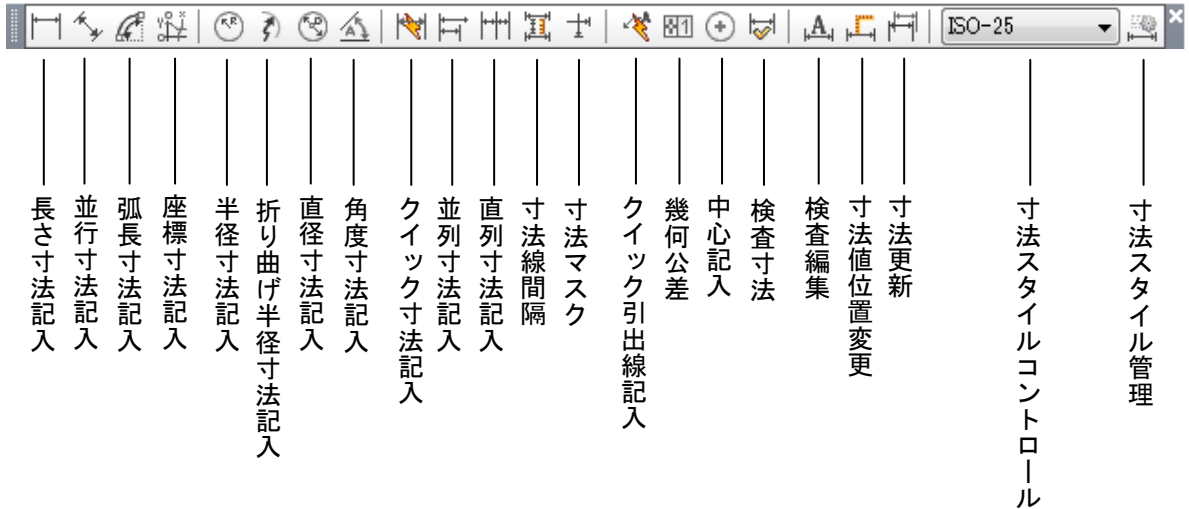 ISO-25
長さ寸法記入
並行寸法記入
弧長寸法記入
座標寸法記入
半径寸法記入
折り曲げ半径寸法記入
直径寸法記入
角度寸法記入
クイック寸法記入
並列寸法記入
直列寸法記入
寸法線間隔
寸法マスク
クイック引出線記入
幾何公差
中心記入
検査寸法
検査編集
寸法値位置変更
寸法更新
寸法スタイルコントロール
寸法スタイル管理